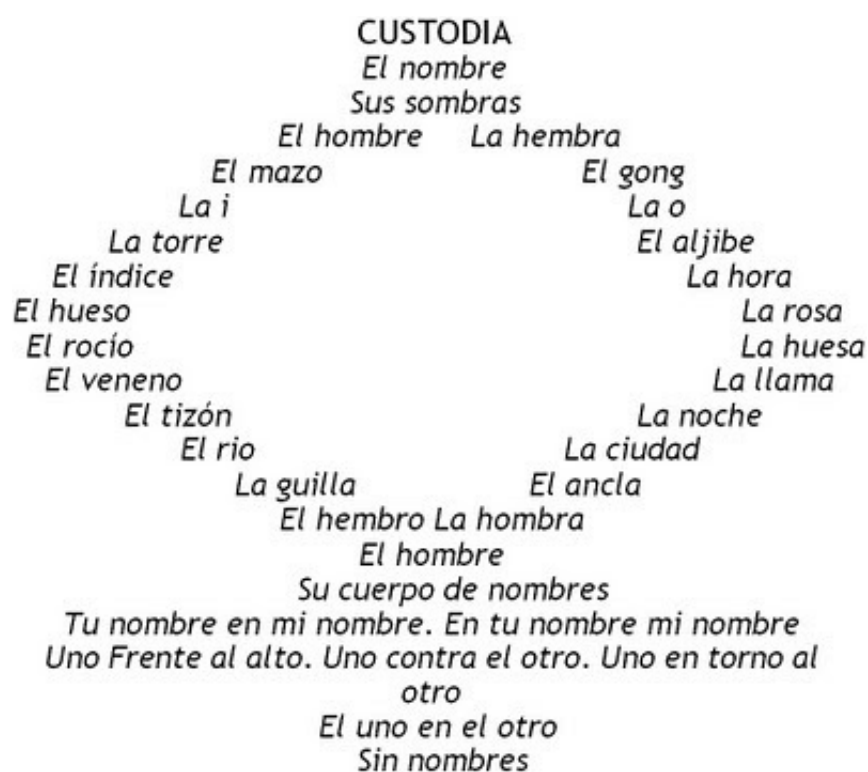 CUSTODIA
El nombre
Sus sombras
El hombre La hembra
El mazo El gong
La i La o
La torre El aljibe
El índice La hora
El hueso La rosa
El rocío La huesa
El veneno La llama
El tizón La noche
El rio La ciudad
La guilla El ancla
El hembro La hombra
El hombre
Su cuerpo de nombres
Tu nombre en mi nombre. En tu nombre mi nombre
Uno Frente al alto. Uno contra el otro. Uno en torno al
otro
El uno en el otro
Sin nombres